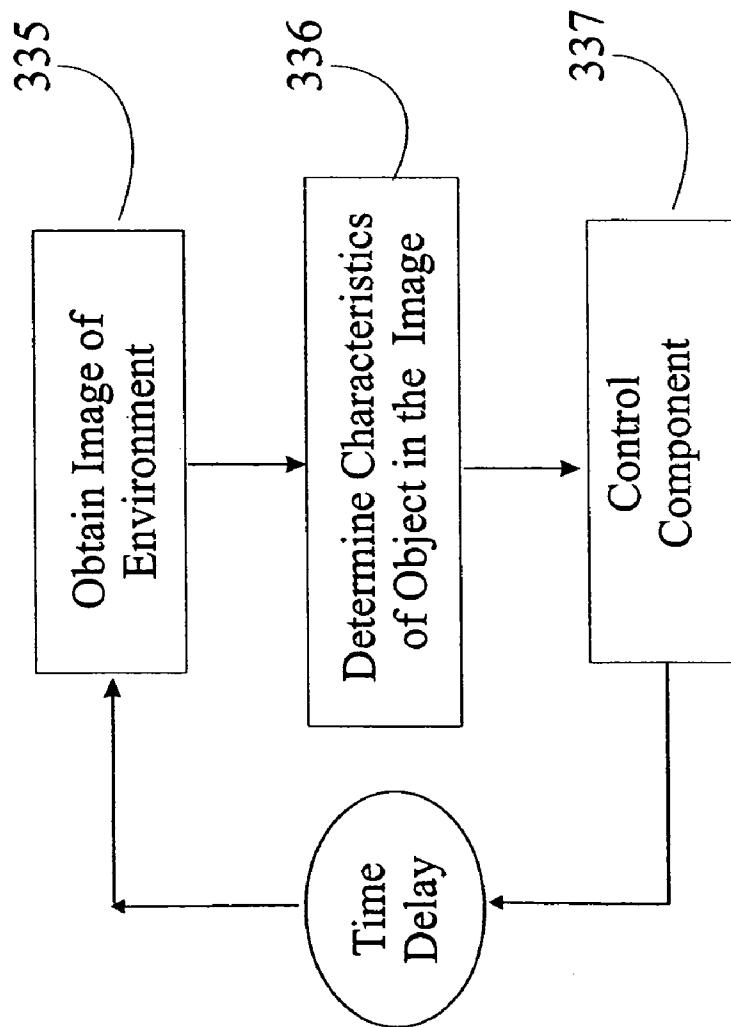 Obtain Image of
Environment
335
Determine Characteristics
of Object in the Image
336
Control
Component
337
Time
Delay